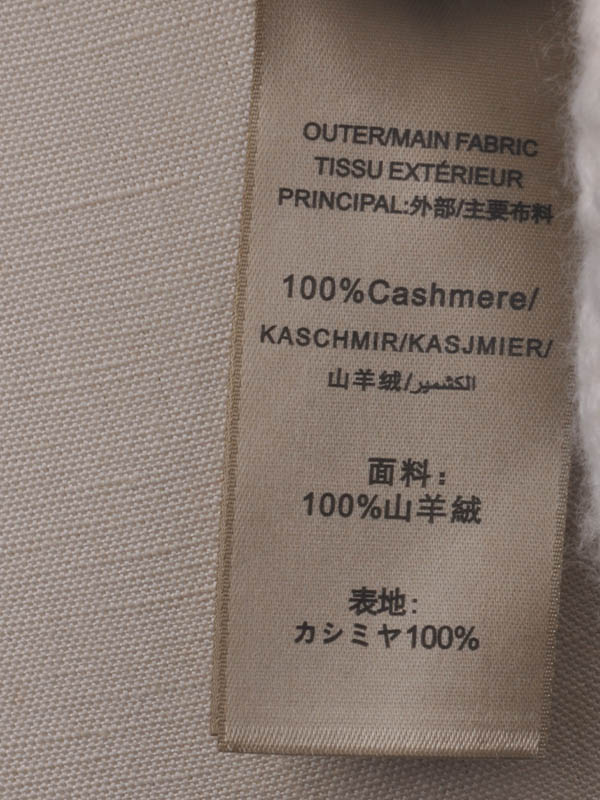 OUTER/MAIN FABRIC
TISSU EXTÉRIEUR
PRINCIPAL:外部/主要布料
100%Cashmere/
KASCHMIR/KASJMIER/
山羊绒/الكشمير
面料:
100%山羊絨
表地:
カシミヤ100%